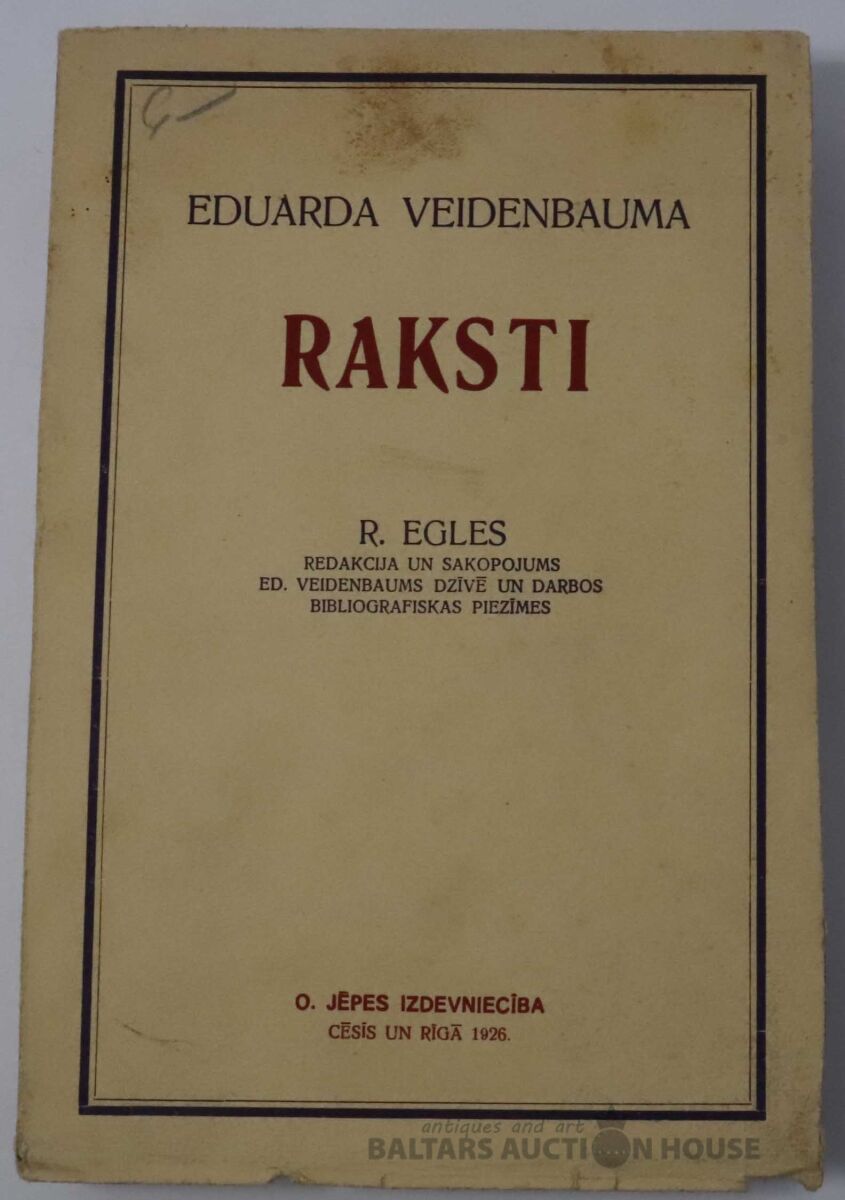 EDUARDA VEIDENBAUMA
RAKSTI
R. EGLES
REDAKCIJA UN SAKOPOJUMS
ED. VEIDENBAUMS DZĪVĒ UN DARBOS
BIBLIOGRAFISKAS PIEZĪMES
O. JĒPES IZDEVNIECĪBA
CĒSĪS UN RĪGĀ 1926.
antiques and art
BALTARS AUCTION HOUSE